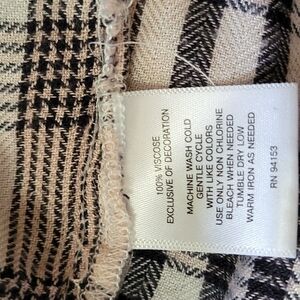 100% VISCOSE
EXCLUSIVE OF DECORATION
MACHINE WASH COLD
GENTLE CYCLE
WITH LIKE COLORS
USE ONLY NON CHLORINE
BLEACH WHEN NEEDED
TUMBLE DRY LOW
WARM IRON AS NEEDED
RN 94153